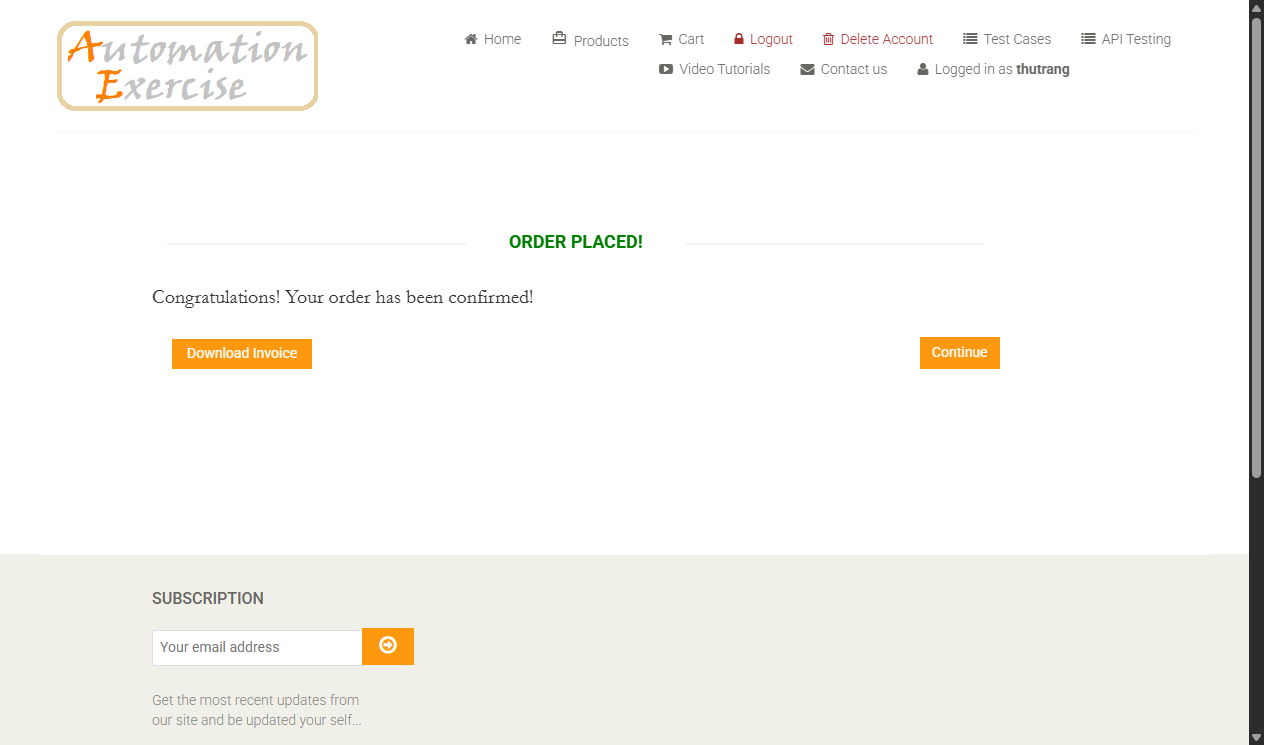 Automation
Exercise
Home Products Cart Logout Delete Account Test Cases API Testing
Video Tutorials Contact us Logged in as thutrang
ORDER PLACED!
Congratulations! Your order has been confirmed!
Download Invoice Continue
SUBSCRIPTION
Your email address
Get the most recent updates from
our site and be updated your self...